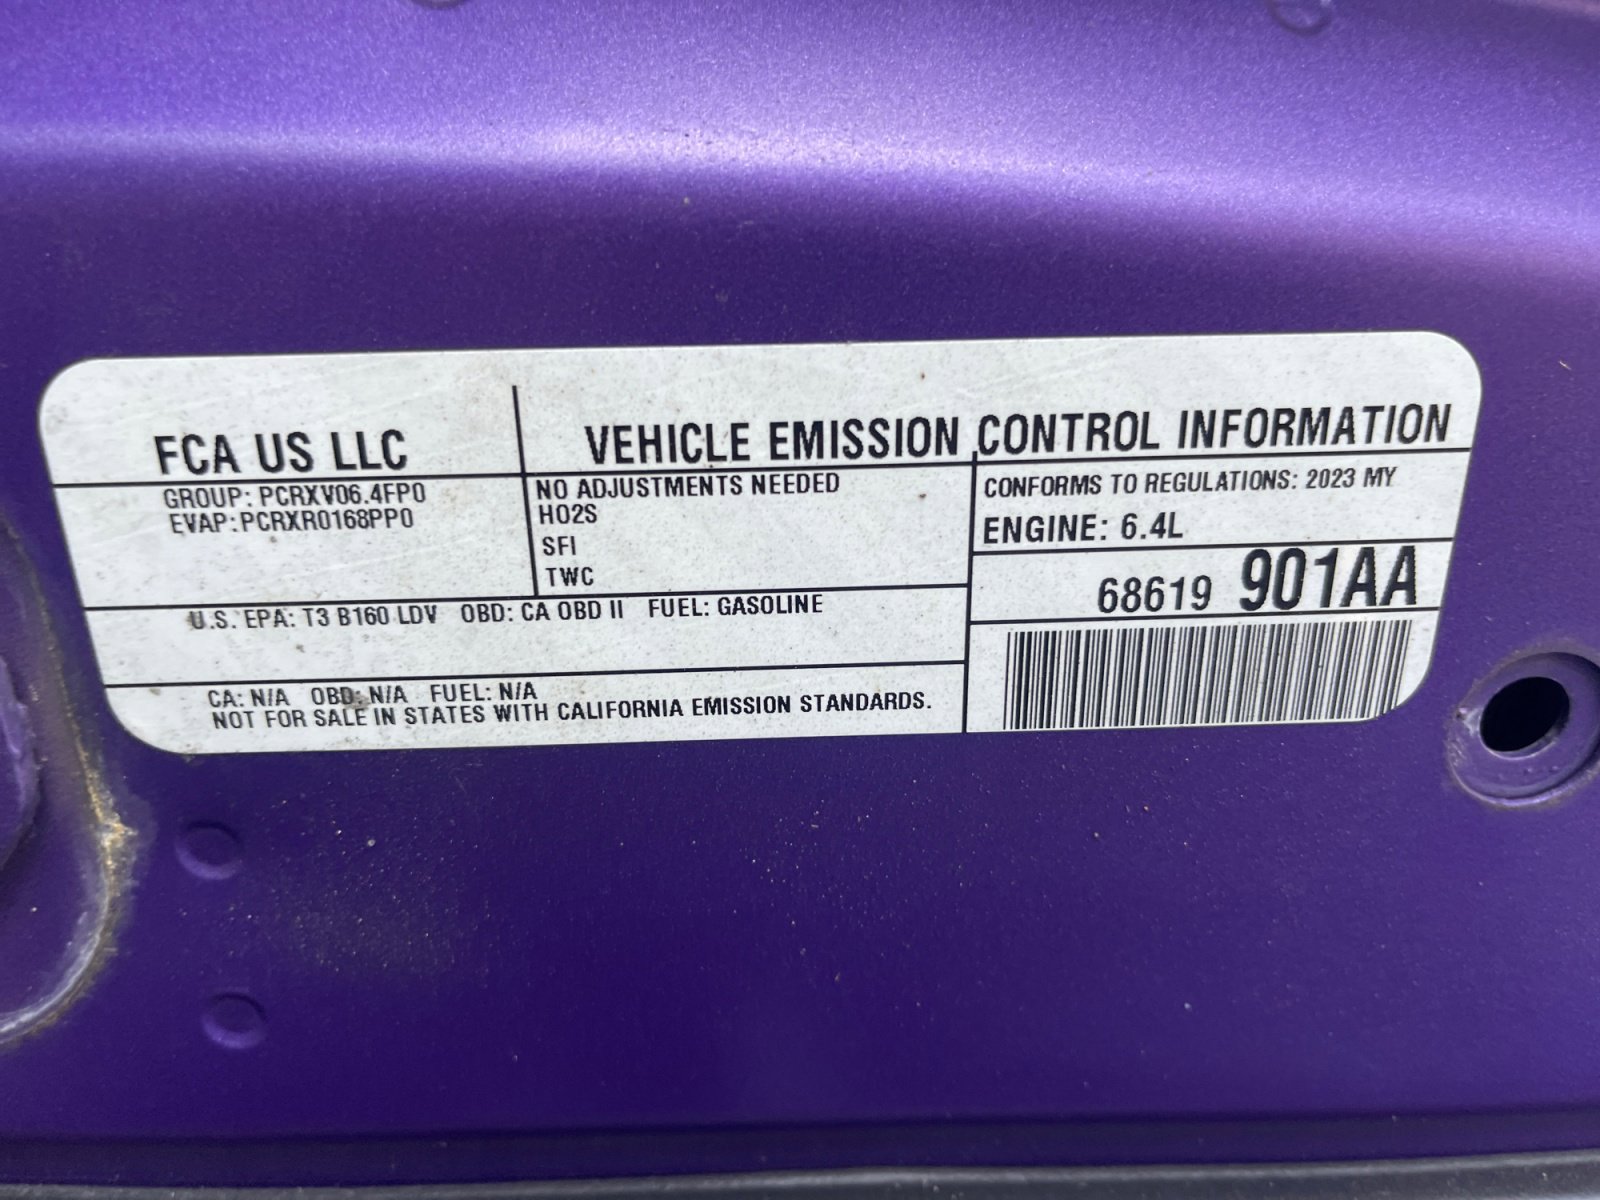 FCA US LLC
VEHICLE EMISSION CONTROL INFORMATION
GROUP: PCRXV06.4FP0
EVAP: PCRXR0168PP0
NO ADJUSTMENTS NEEDED
HO2S
SFI
TWC
CONFORMS TO REGULATIONS: 2023 MY
ENGINE: 6.4L
68619 901AA
U.S. EPA: T3 B160 LDV OBD: CA OBD II FUEL: GASOLINE
CA: N/A OBD: N/A FUEL: N/A
NOT FOR SALE IN STATES WITH CALIFORNIA EMISSION STANDARDS.